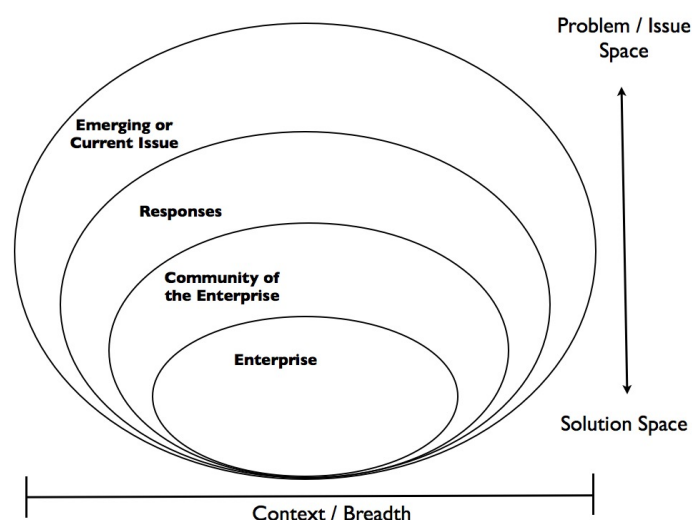 Problem / Issue
Space
Emerging or
Current Issue
Responses
Community of
the Enterprise
Enterprise
Solution Space
Context / Breadth